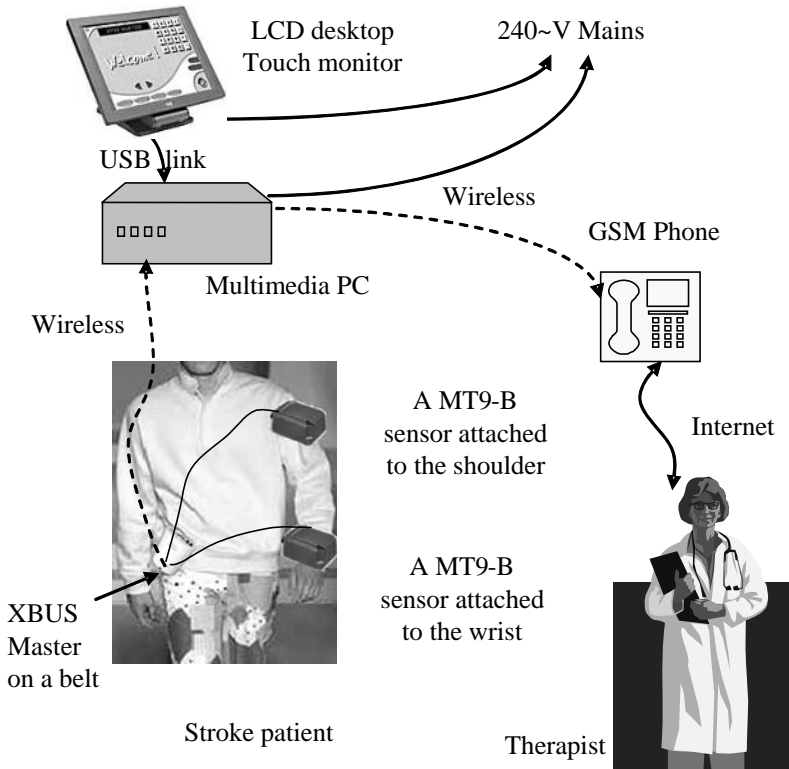 LCD desktop
Touch monitor
240~V Mains
Welcome!
USB link
Wireless
GSM Phone
Multimedia PC
Wireless
A MT9-B
sensor attached
to the shoulder
Internet
A MT9-B
sensor attached
to the wrist
XBUS
Master
on a belt
Stroke patient
Therapist